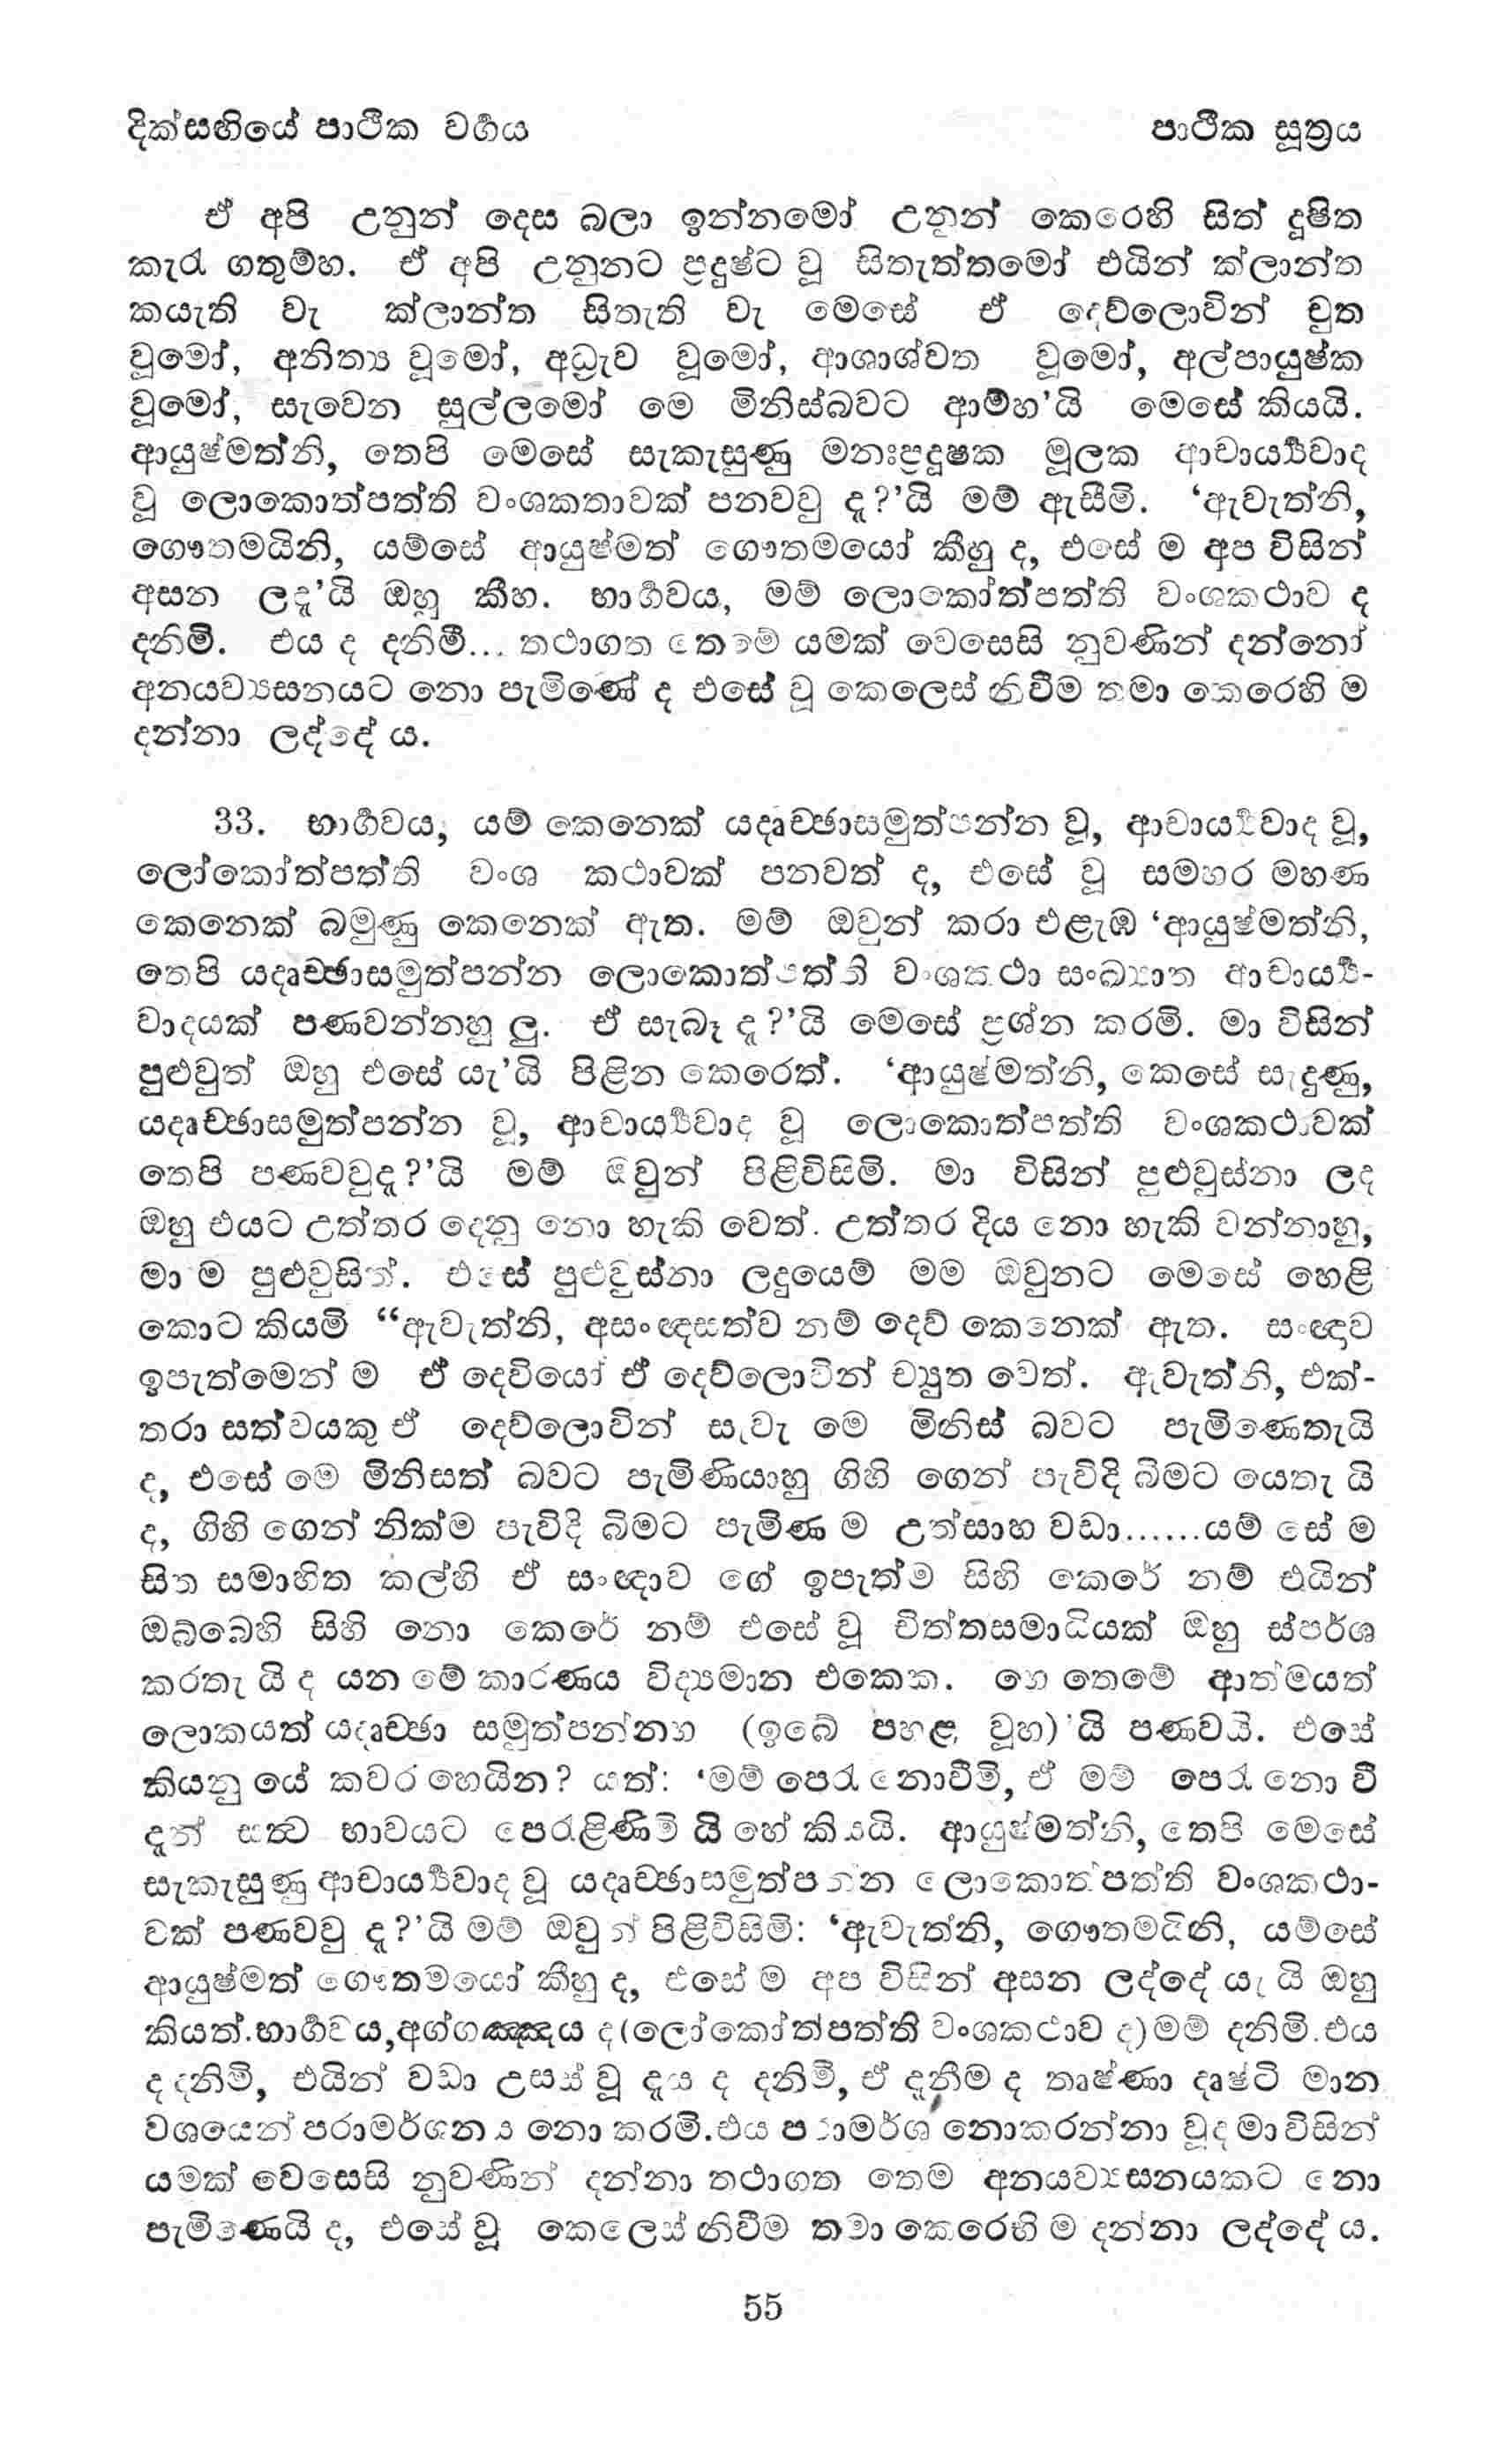 දික්සඟියේ පාථික වර්‍ගය
පාථික සූත්‍රය
ඒ අපි උනුන් දෙස බලා ඉන්නමෝ උනුන් කෙරෙහි සිත් දූෂිත
කැරැ ගතුම්හ. ඒ අපි උනුනට ප්‍රදුෂ්ට වූ සිතැත්තමෝ එයින් ක්ලාන්ත
කයැති වැ ක්ලාන්ත සිතැති වැ මෙසේ ඒ දෙව්ලොවින් චුත
වූමෝ, අනිත්‍ය වූමෝ, අධ්‍රැව වූමෝ, ආශාශ්වත වූමෝ, අල්පායුෂ්ක
වූමෝ, සැවෙන සුල්ලමෝ මෙ මිනිස්බවට ආම්හ’යි මෙසේ කියයි.
ආයුෂ්මත්නි, තෙපි මෙසේ සැකැසුණු මනඃප්‍රදූෂක මූලක ආචාර්‍ය්‍යවාද
වූ ලොකොත්පත්ති වංශකතාවක් පනවවු දැ?’යි මම් ඇසීමි. ‘ඇවැත්නි,
ගෞතමයිනි, යම්සේ ආයුෂ්මත් ගෞතමයෝ කීහු ද, එසේ ම අප විසින්
අසන ලදැ’යි ඔහු කීහ. භාර්‍ගවය, මම් ලොකෝත්පත්ති වංශකථාව ද
දනිමි. එය ද දනිමි... තථාගත තෙමේ යමක් වෙසෙසි නුවණින් දන්නෝ
අනයව්‍යසනයට නො පැමිණේ ද එසේ වූ කෙලෙස් නිවීම තමා කෙරෙහි ම
දන්නා ලද්දේ ය.
33. භාර්‍ගවය, යම් කෙනෙක් යදෘච්ඡාසමුත්පන්න වූ, ආචාර්‍ය්‍යවාද වූ,
ලෝකෝත්පත්ති වංශ කථාවක් පනවත් ද, එසේ වූ සමහර මහණ
කෙනෙක් බමුණු කෙනෙක් ඇත. මම් ඔවුන් කරා එළැඹ ‘ආයුෂ්මත්නි,
තෙපි යදෘච්ඡාසමුත්පන්න ලොකොත්පත්ති වංශකථා සංඛ්‍යාත ආචාර්‍ය්‍ය-
වාදයක් පණවන්නහු ලු. ඒ සැබෑ දැ?’යි මෙසේ ප්‍රශ්න කරමි. මා විසින්
පුළුවුත් ඔහු එසේ යැ’යි පිළින කෙරෙත්. ‘ආයුෂ්මත්නි, කෙසේ සැදුණු,
යදෘච්ඡාසමුත්පන්න වූ, ආචාර්‍ය්‍යවාද වූ ලොකොත්පත්ති වංශකථාවක්
තෙපි පණවවුදැ?’යි මම් ඔවුන් පිළිවිසිමි. මා විසින් පුළුවුස්නා ලද
ඔහු එයට උත්තර දෙනු නො හැකි වෙත්. උත්තර දිය නො හැකි වන්නාහු,
මා ම පුළුවුසිත්. එසේ පුළුවුස්නා ලදුයෙම් මම ඔවුනට මෙසේ හෙළි
කොට කියමි “ඇවැත්නි, අසංඥසත්ව නම් දෙව් කෙනෙක් ඇත. සංඥාව
ඉපැත්මෙන් ම ඒ දෙවියෝ ඒ දෙව්ලොවින් ච්‍යුත වෙත්. ඇවැත්නි, එක්-
තරා සත්වයකු ඒ දෙව්ලොවින් සැවැ මෙ මිනිස් බවට පැමිණෙතැයි
ද, එසේ මෙ මිනිසත් බවට පැමිණියාහු ගිහි ගෙන් පැවිදි බිමට යෙතැ යි
ද, ගිහි ගෙන් නික්ම පැවිදි බිමට පැමිණ ම උත්සාහ වඩා......යම් සේ ම
සිත සමාහිත කල්හි ඒ සංඥාව ගේ ඉපැත්ම සිහි කෙරේ නම් එයින්
ඔබ්බෙහි සිහි නො කෙරේ නම් එසේ වූ චිත්තසමාධියක් ඔහු ස්පර්ශ
කරතැ යි ද යන මේ කාරණය විද්‍යමාන එකෙක. හෙ තෙමේ ආත්මයත්
ලොකයත් යදෘච්ඡා සමුත්පන්නහ (ඉබේ පහළ වූහ)’යි පණවයි. එසේ
කියනු යේ කවර හෙයින? යත්: ‘මම් පෙරැ නොවීමි, ඒ මම් පෙරැ නො වී
දැන් සත්‍ව භාවයට පෙරැළිණිමි යි හේ කියයි. ආයුෂ්මත්නි, තෙපි මෙසේ
සැකැසුණු ආචාර්‍ය්‍යවාද වූ යදෘච්ඡාසමුත්පන්න ලොකොත්පත්ති වංශකථා-
වක් පණවවු දැ?’යි මම් ඔවුන් පිළිවිසිමි: ‘ඇවැත්නි, ගෞතමයිනි, යම්සේ
ආයුෂ්මත් ගෞතමයෝ කීහු ද, එසේ ම අප විසින් අසන ලද්දේ යැ යි ඔහු
කියත්.භාර්‍ගවය,අග්ගඤ්ඤය ද(ලෝකෝත්පත්ති වංශකථාව ද)මම් දනිමි.එය
ද දනිමි, එයින් වඩා උසස් වූ දෑය ද දනිමි, ඒ දැනීම ද තෘෂ්ණා දෘෂ්ටි මාන
වශයෙන් පරාමර්ශනය නො කරමි.එය පරාමර්ශ නොකරන්නා වූද මා විසින්
යමක් වෙසෙසි නුවණින් දන්නා තථාගත තෙම අනයව්‍යසනයකට නො
පැමිණෙයි ද, එසේ වූ කෙලෙස් නිවීම තමා කෙරෙහි ම දන්නා ලද්දේ ය.
55